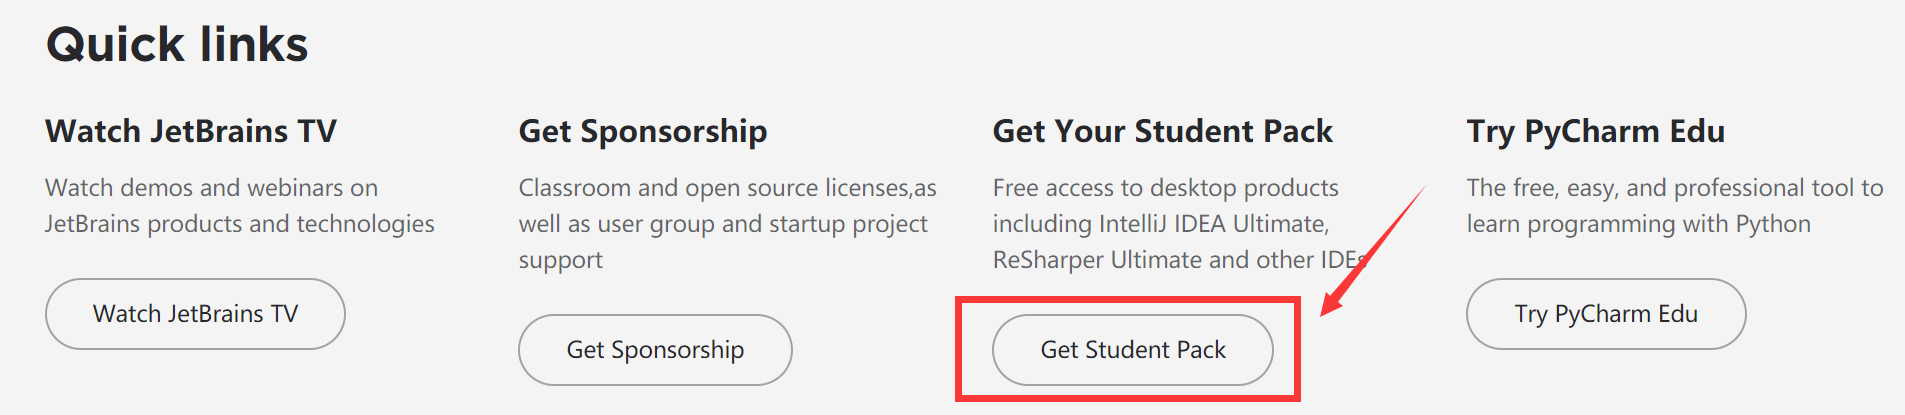 Quick links
Watch JetBrains TV
Watch demos and webinars on
JetBrains products and technologies
Watch JetBrains TV
Get Sponsorship
Classroom and open source licenses,as
well as user group and startup project
support
Get Sponsorship
Get Your Student Pack
Free access to desktop products
including IntelliJ IDEA Ultimate,
ReSharper Ultimate and other IDEs
Get Student Pack
Try PyCharm Edu
The free, easy, and professional tool to
learn programming with Python
Try PyCharm Edu